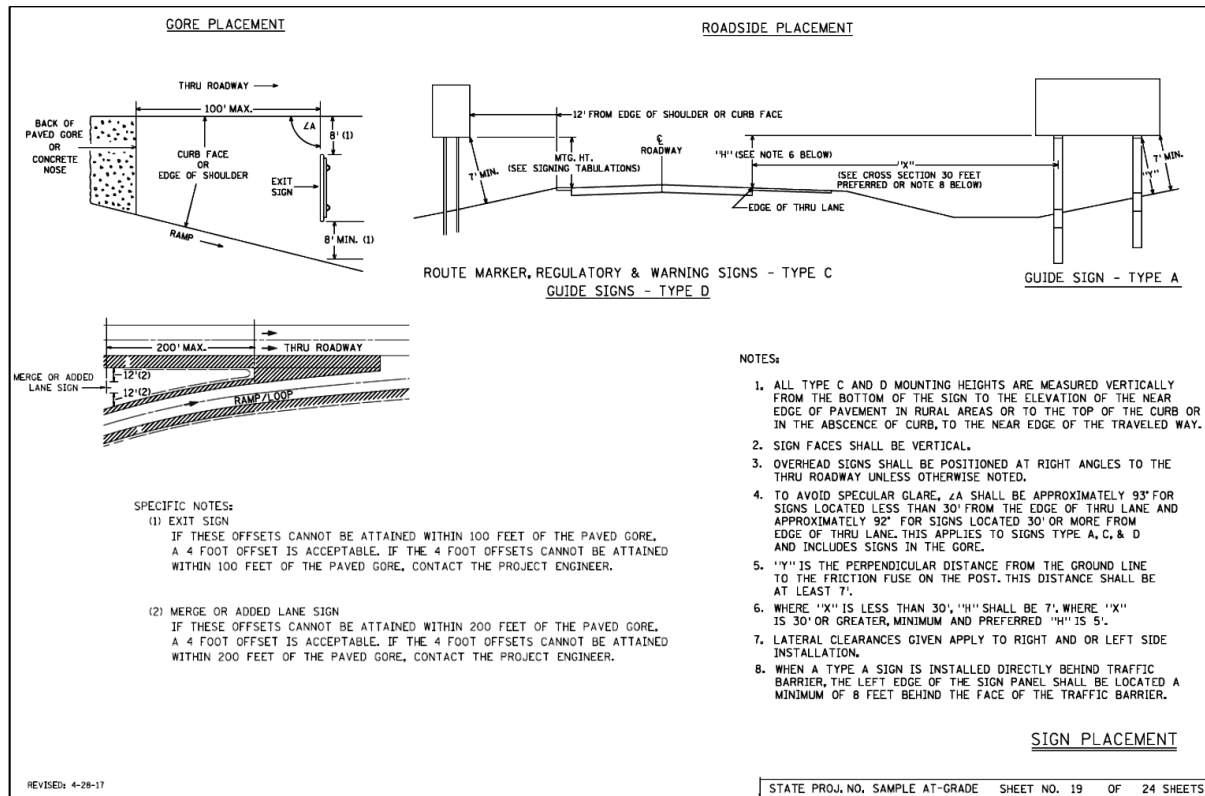 GORE PLACEMENT
THRU ROADWAY
100' MAX.
BACK OF
PAVED GORE
OR
CONCRETE
NOSE
CURB FACE
OR
EDGE OF SHOULDER
∠A
8' (1)
EXIT
SIGN
8' MIN. (1)
RAMP
ROADSIDE PLACEMENT
12' FROM EDGE OF SHOULDER OR CURB FACE
7' MIN.
MTG. HT.
(SEE SIGNING TABULATIONS)
℄
ROADWAY
"H" (SEE NOTE 6 BELOW)
"X"
(SEE CROSS SECTION 30 FEET
PREFERRED OR NOTE 8 BELOW)
EDGE OF THRU LANE
"Y"
7' MIN.
ROUTE MARKER, REGULATORY & WARNING SIGNS - TYPE C
GUIDE SIGNS - TYPE D
GUIDE SIGN - TYPE A
200' MAX.
THRU ROADWAY
MERGE OR ADDED
LANE SIGN
12'(2)
12'(2)
RAMP/LOOP
SPECIFIC NOTES:
(1) EXIT SIGN
IF THESE OFFSETS CANNOT BE ATTAINED WITHIN 100 FEET OF THE PAVED GORE,
A 4 FOOT OFFSET IS ACCEPTABLE. IF THE 4 FOOT OFFSETS CANNOT BE ATTAINED
WITHIN 100 FEET OF THE PAVED GORE, CONTACT THE PROJECT ENGINEER.
(2) MERGE OR ADDED LANE SIGN
IF THESE OFFSETS CANNOT BE ATTAINED WITHIN 200 FEET OF THE PAVED GORE,
A 4 FOOT OFFSET IS ACCEPTABLE. IF THE 4 FOOT OFFSETS CANNOT BE ATTAINED
WITHIN 200 FEET OF THE PAVED GORE, CONTACT THE PROJECT ENGINEER.
NOTES:
1. ALL TYPE C AND D MOUNTING HEIGHTS ARE MEASURED VERTICALLY
FROM THE BOTTOM OF THE SIGN TO THE ELEVATION OF THE NEAR
EDGE OF PAVEMENT IN RURAL AREAS OR TO THE TOP OF THE CURB OR
IN THE ABSCENCE OF CURB, TO THE NEAR EDGE OF THE TRAVELED WAY.
2. SIGN FACES SHALL BE VERTICAL.
3. OVERHEAD SIGNS SHALL BE POSITIONED AT RIGHT ANGLES TO THE
THRU ROADWAY UNLESS OTHERWISE NOTED.
4. TO AVOID SPECULAR GLARE, ∠A SHALL BE APPROXIMATELY 93° FOR
SIGNS LOCATED LESS THAN 30' FROM THE EDGE OF THRU LANE AND
APPROXIMATELY 92° FOR SIGNS LOCATED 30' OR MORE FROM
EDGE OF THRU LANE. THIS APPLIES TO SIGNS TYPE A, C, & D
AND INCLUDES SIGNS IN THE GORE.
5. "Y" IS THE PERPENDICULAR DISTANCE FROM THE GROUND LINE
TO THE FRICTION FUSE ON THE POST. THIS DISTANCE SHALL BE
AT LEAST 7'.
6. WHERE "X" IS LESS THAN 30', "H" SHALL BE 7'. WHERE "X"
IS 30' OR GREATER, MINIMUM AND PREFERRED "H" IS 5'.
7. LATERAL CLEARANCES GIVEN APPLY TO RIGHT AND OR LEFT SIDE
INSTALLATION.
8. WHEN A TYPE A SIGN IS INSTALLED DIRECTLY BEHIND TRAFFIC
BARRIER, THE LEFT EDGE OF THE SIGN PANEL SHALL BE LOCATED A
MINIMUM OF 8 FEET BEHIND THE FACE OF THE TRAFFIC BARRIER.
SIGN PLACEMENT
REVISED: 4-28-17
STATE PROJ. NO. SAMPLE AT-GRADE SHEET NO. 19 OF 24 SHEETS